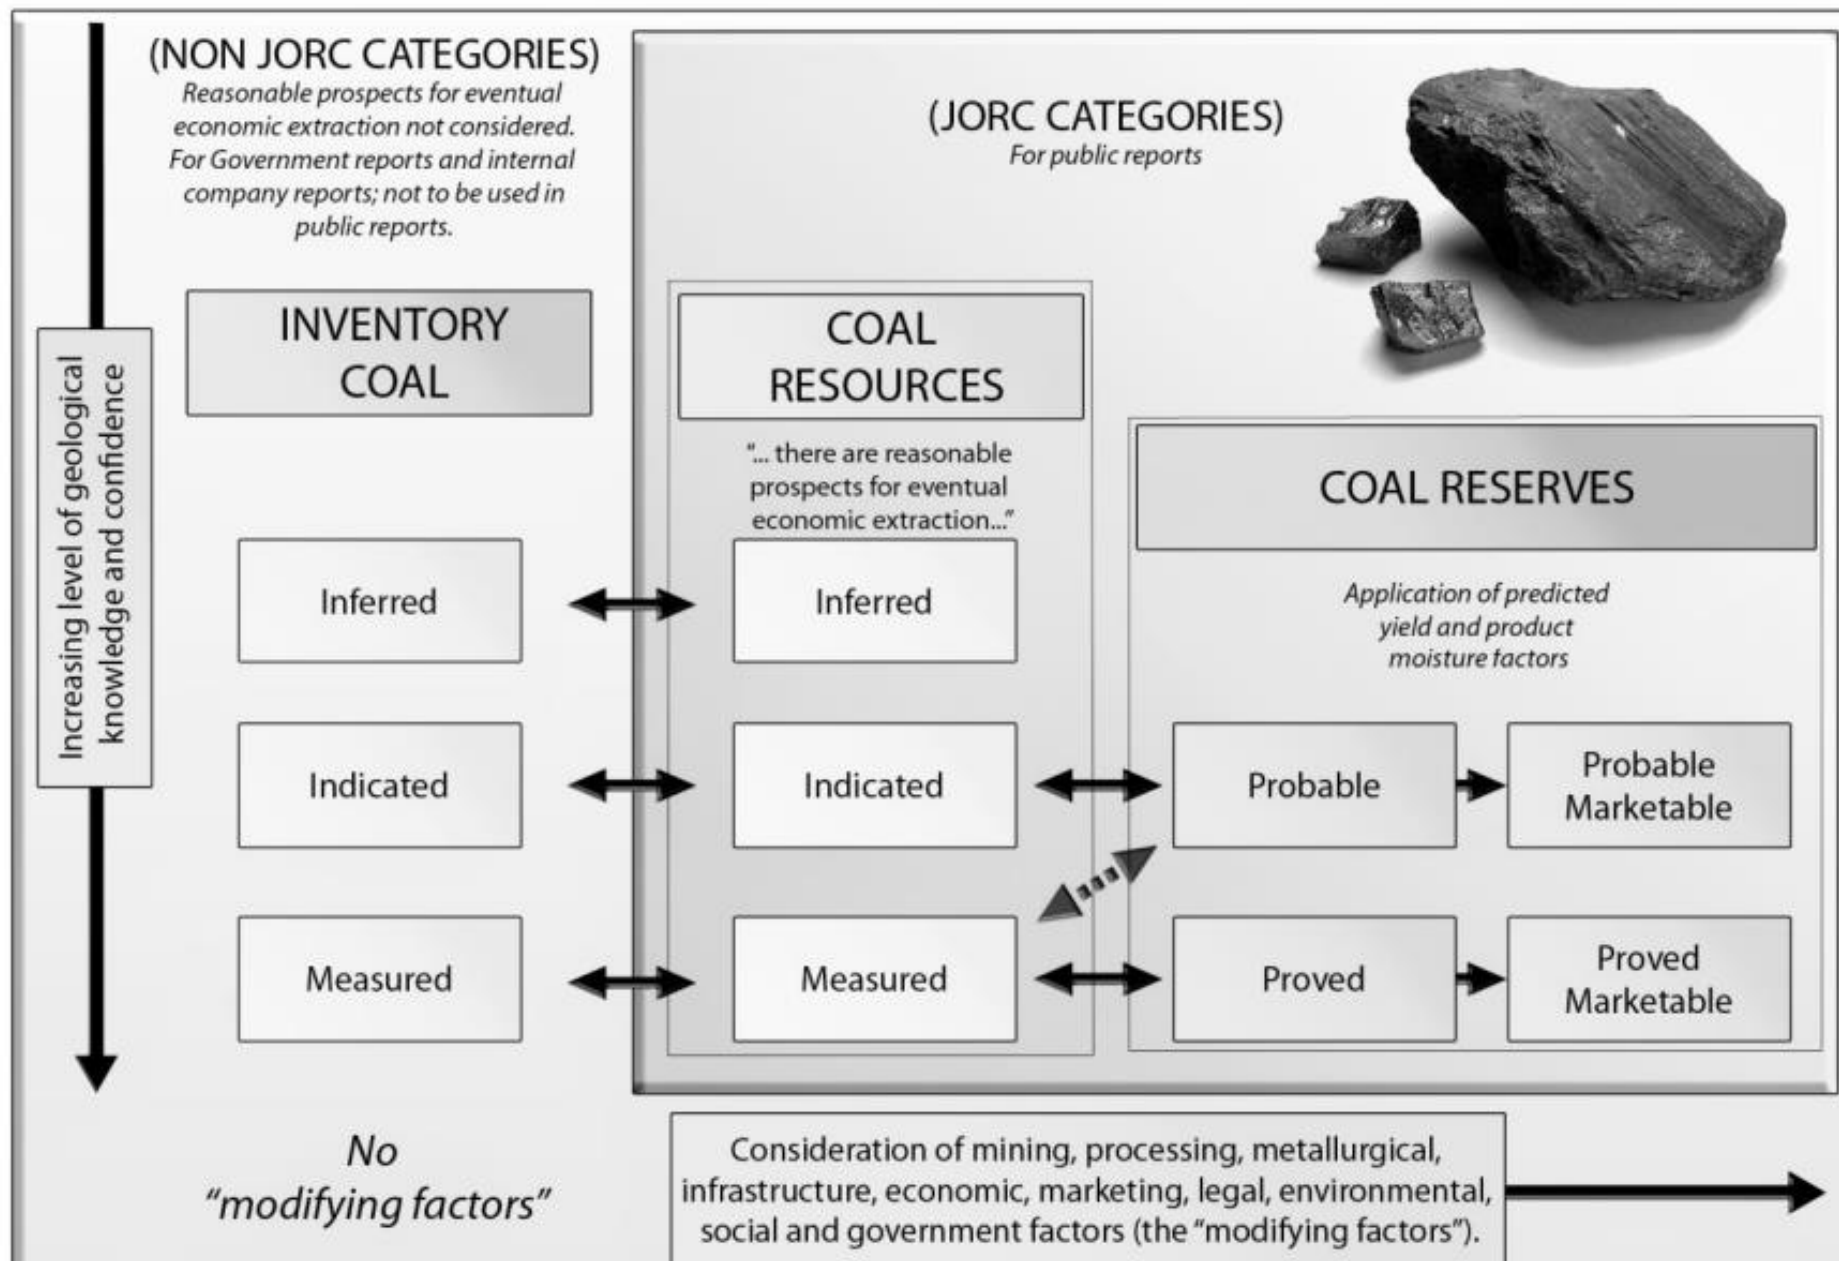 (NON JORC CATEGORIES)
Reasonable prospects for eventual
economic extraction not considered.
For Government reports and internal
company reports; not to be used in
public reports.
(JORC CATEGORIES)
For public reports
Increasing level of geological
knowledge and confidence
INVENTORY
COAL
COAL
RESOURCES
"... there are reasonable
prospects for eventual
economic extraction..."
COAL RESERVES
Application of predicted
yield and product
moisture factors
Inferred
Inferred
Indicated
Indicated
Probable
Probable
Marketable
Measured
Measured
Proved
Proved
Marketable
No
"modifying factors"
Consideration of mining, processing, metallurgical,
infrastructure, economic, marketing, legal, environmental,
social and government factors (the "modifying factors").